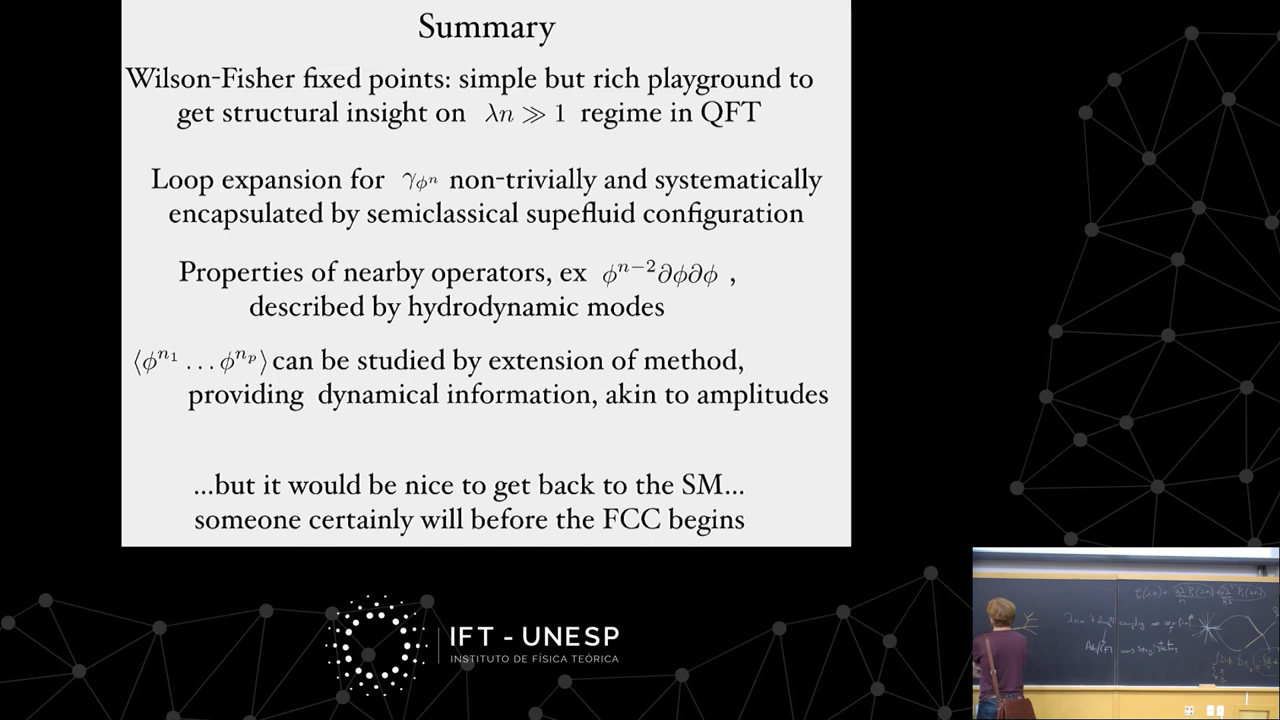 Summary
Wilson-Fisher fixed points: simple but rich playground to
get structural insight on λn ≫ 1 regime in QFT
Loop expansion for γ_{ϕ^n} non-trivially and systematically
encapsulated by semiclassical supefluid configuration
Properties of nearby operators, ex ϕ^{n−2}∂ϕ∂ϕ ,
described by hydrodynamic modes
⟨ϕ^{n_1} … ϕ^{n_p}⟩ can be studied by extension of method,
providing dynamical information, akin to amplitudes
...but it would be nice to get back to the SM...
someone certainly will before the FCC begins
IFT - UNESP
INSTITUTO DE FÍSICA TEÓRICA